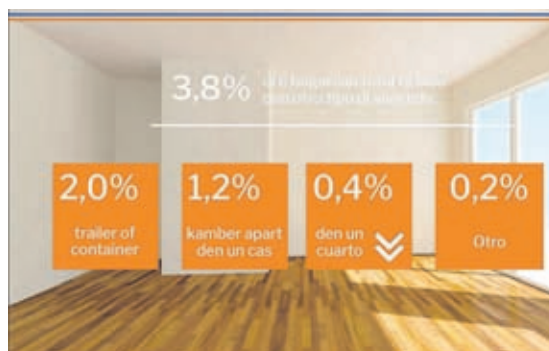 3,8%
2,0%
trailer of
container
1,2%
kamber apart
den un cas
0,4%
den un
cuarto
0,2%
Otro